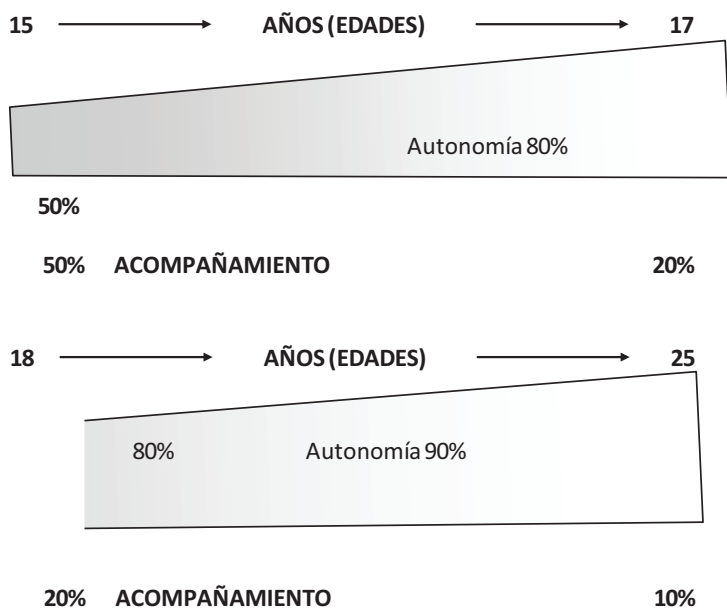 15 AÑOS (EDADES) 17
Autonomía 80%
50%
50% ACOMPAÑAMIENTO 20%
18 AÑOS (EDADES) 25
80% Autonomía 90%
20% ACOMPAÑAMIENTO 10%